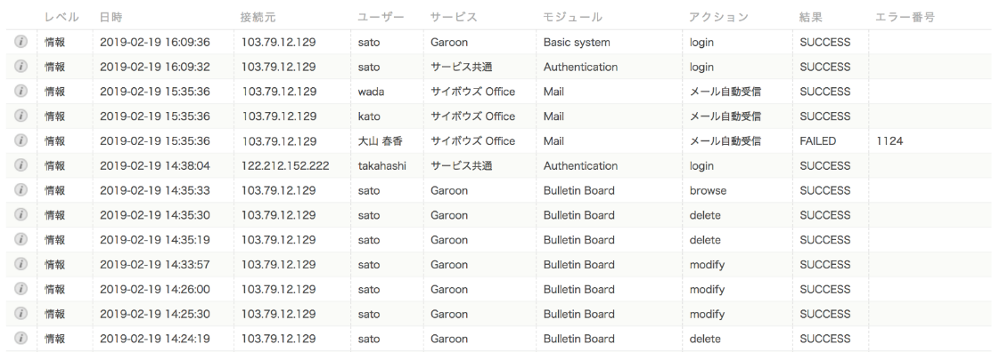 レベル 日時 接続元 ユーザー サービス モジュール アクション 結果 エラー番号
情報 2019-02-19 16:09:36 103.79.12.129 sato Garoon Basic system login SUCCESS
情報 2019-02-19 16:09:32 103.79.12.129 sato サービス共通 Authentication login SUCCESS
情報 2019-02-19 15:35:36 103.79.12.129 wada サイボウズ Office Mail メール自動受信 SUCCESS
情報 2019-02-19 15:35:36 103.79.12.129 kato サイボウズ Office Mail メール自動受信 SUCCESS
情報 2019-02-19 15:35:36 103.79.12.129 大山 春香 サイボウズ Office Mail メール自動受信 FAILED 1124
情報 2019-02-19 14:38:04 122.212.152.222 takahashi サービス共通 Authentication login SUCCESS
情報 2019-02-19 14:35:33 103.79.12.129 sato Garoon Bulletin Board browse SUCCESS
情報 2019-02-19 14:35:30 103.79.12.129 sato Garoon Bulletin Board delete SUCCESS
情報 2019-02-19 14:35:19 103.79.12.129 sato Garoon Bulletin Board delete SUCCESS
情報 2019-02-19 14:33:57 103.79.12.129 sato Garoon Bulletin Board modify SUCCESS
情報 2019-02-19 14:26:00 103.79.12.129 sato Garoon Bulletin Board modify SUCCESS
情報 2019-02-19 14:25:30 103.79.12.129 sato Garoon Bulletin Board modify SUCCESS
情報 2019-02-19 14:24:19 103.79.12.129 sato Garoon Bulletin Board delete SUCCESS